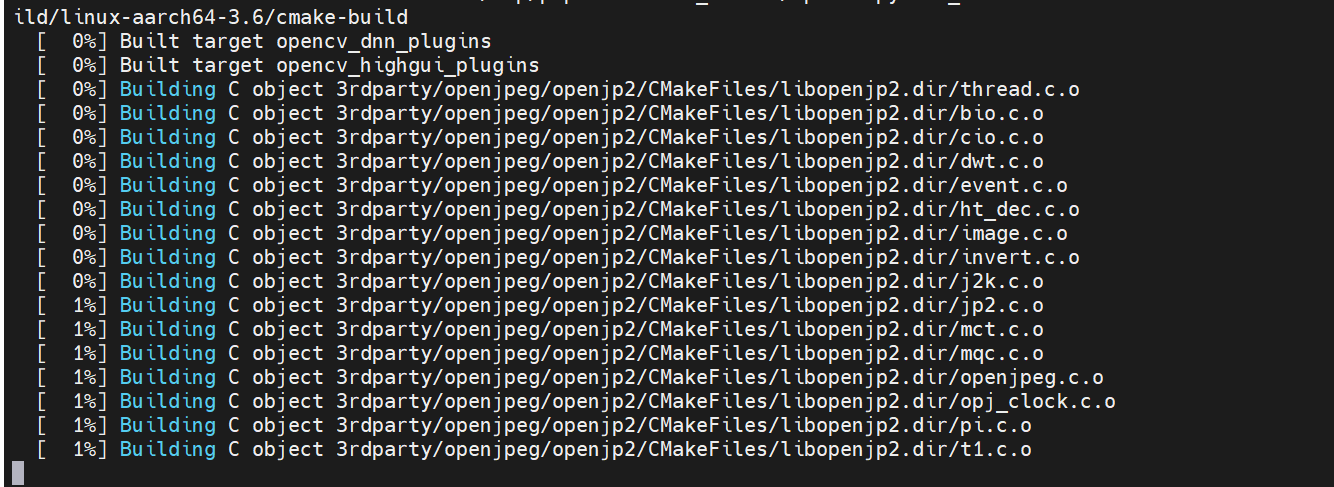 ild/linux-aarch64-3.6/cmake-build
[  0%] Built target opencv_dnn_plugins
[  0%] Built target opencv_highgui_plugins
[  0%] Building C object 3rdparty/openjpeg/openjp2/CMakeFiles/libopenjp2.dir/thread.c.o
[  0%] Building C object 3rdparty/openjpeg/openjp2/CMakeFiles/libopenjp2.dir/bio.c.o
[  0%] Building C object 3rdparty/openjpeg/openjp2/CMakeFiles/libopenjp2.dir/cio.c.o
[  0%] Building C object 3rdparty/openjpeg/openjp2/CMakeFiles/libopenjp2.dir/dwt.c.o
[  0%] Building C object 3rdparty/openjpeg/openjp2/CMakeFiles/libopenjp2.dir/event.c.o
[  0%] Building C object 3rdparty/openjpeg/openjp2/CMakeFiles/libopenjp2.dir/ht_dec.c.o
[  0%] Building C object 3rdparty/openjpeg/openjp2/CMakeFiles/libopenjp2.dir/image.c.o
[  0%] Building C object 3rdparty/openjpeg/openjp2/CMakeFiles/libopenjp2.dir/invert.c.o
[  0%] Building C object 3rdparty/openjpeg/openjp2/CMakeFiles/libopenjp2.dir/j2k.c.o
[  1%] Building C object 3rdparty/openjpeg/openjp2/CMakeFiles/libopenjp2.dir/jp2.c.o
[  1%] Building C object 3rdparty/openjpeg/openjp2/CMakeFiles/libopenjp2.dir/mct.c.o
[  1%] Building C object 3rdparty/openjpeg/openjp2/CMakeFiles/libopenjp2.dir/mqc.c.o
[  1%] Building C object 3rdparty/openjpeg/openjp2/CMakeFiles/libopenjp2.dir/openjpeg.c.o
[  1%] Building C object 3rdparty/openjpeg/openjp2/CMakeFiles/libopenjp2.dir/opj_clock.c.o
[  1%] Building C object 3rdparty/openjpeg/openjp2/CMakeFiles/libopenjp2.dir/pi.c.o
[  1%] Building C object 3rdparty/openjpeg/openjp2/CMakeFiles/libopenjp2.dir/t1.c.o